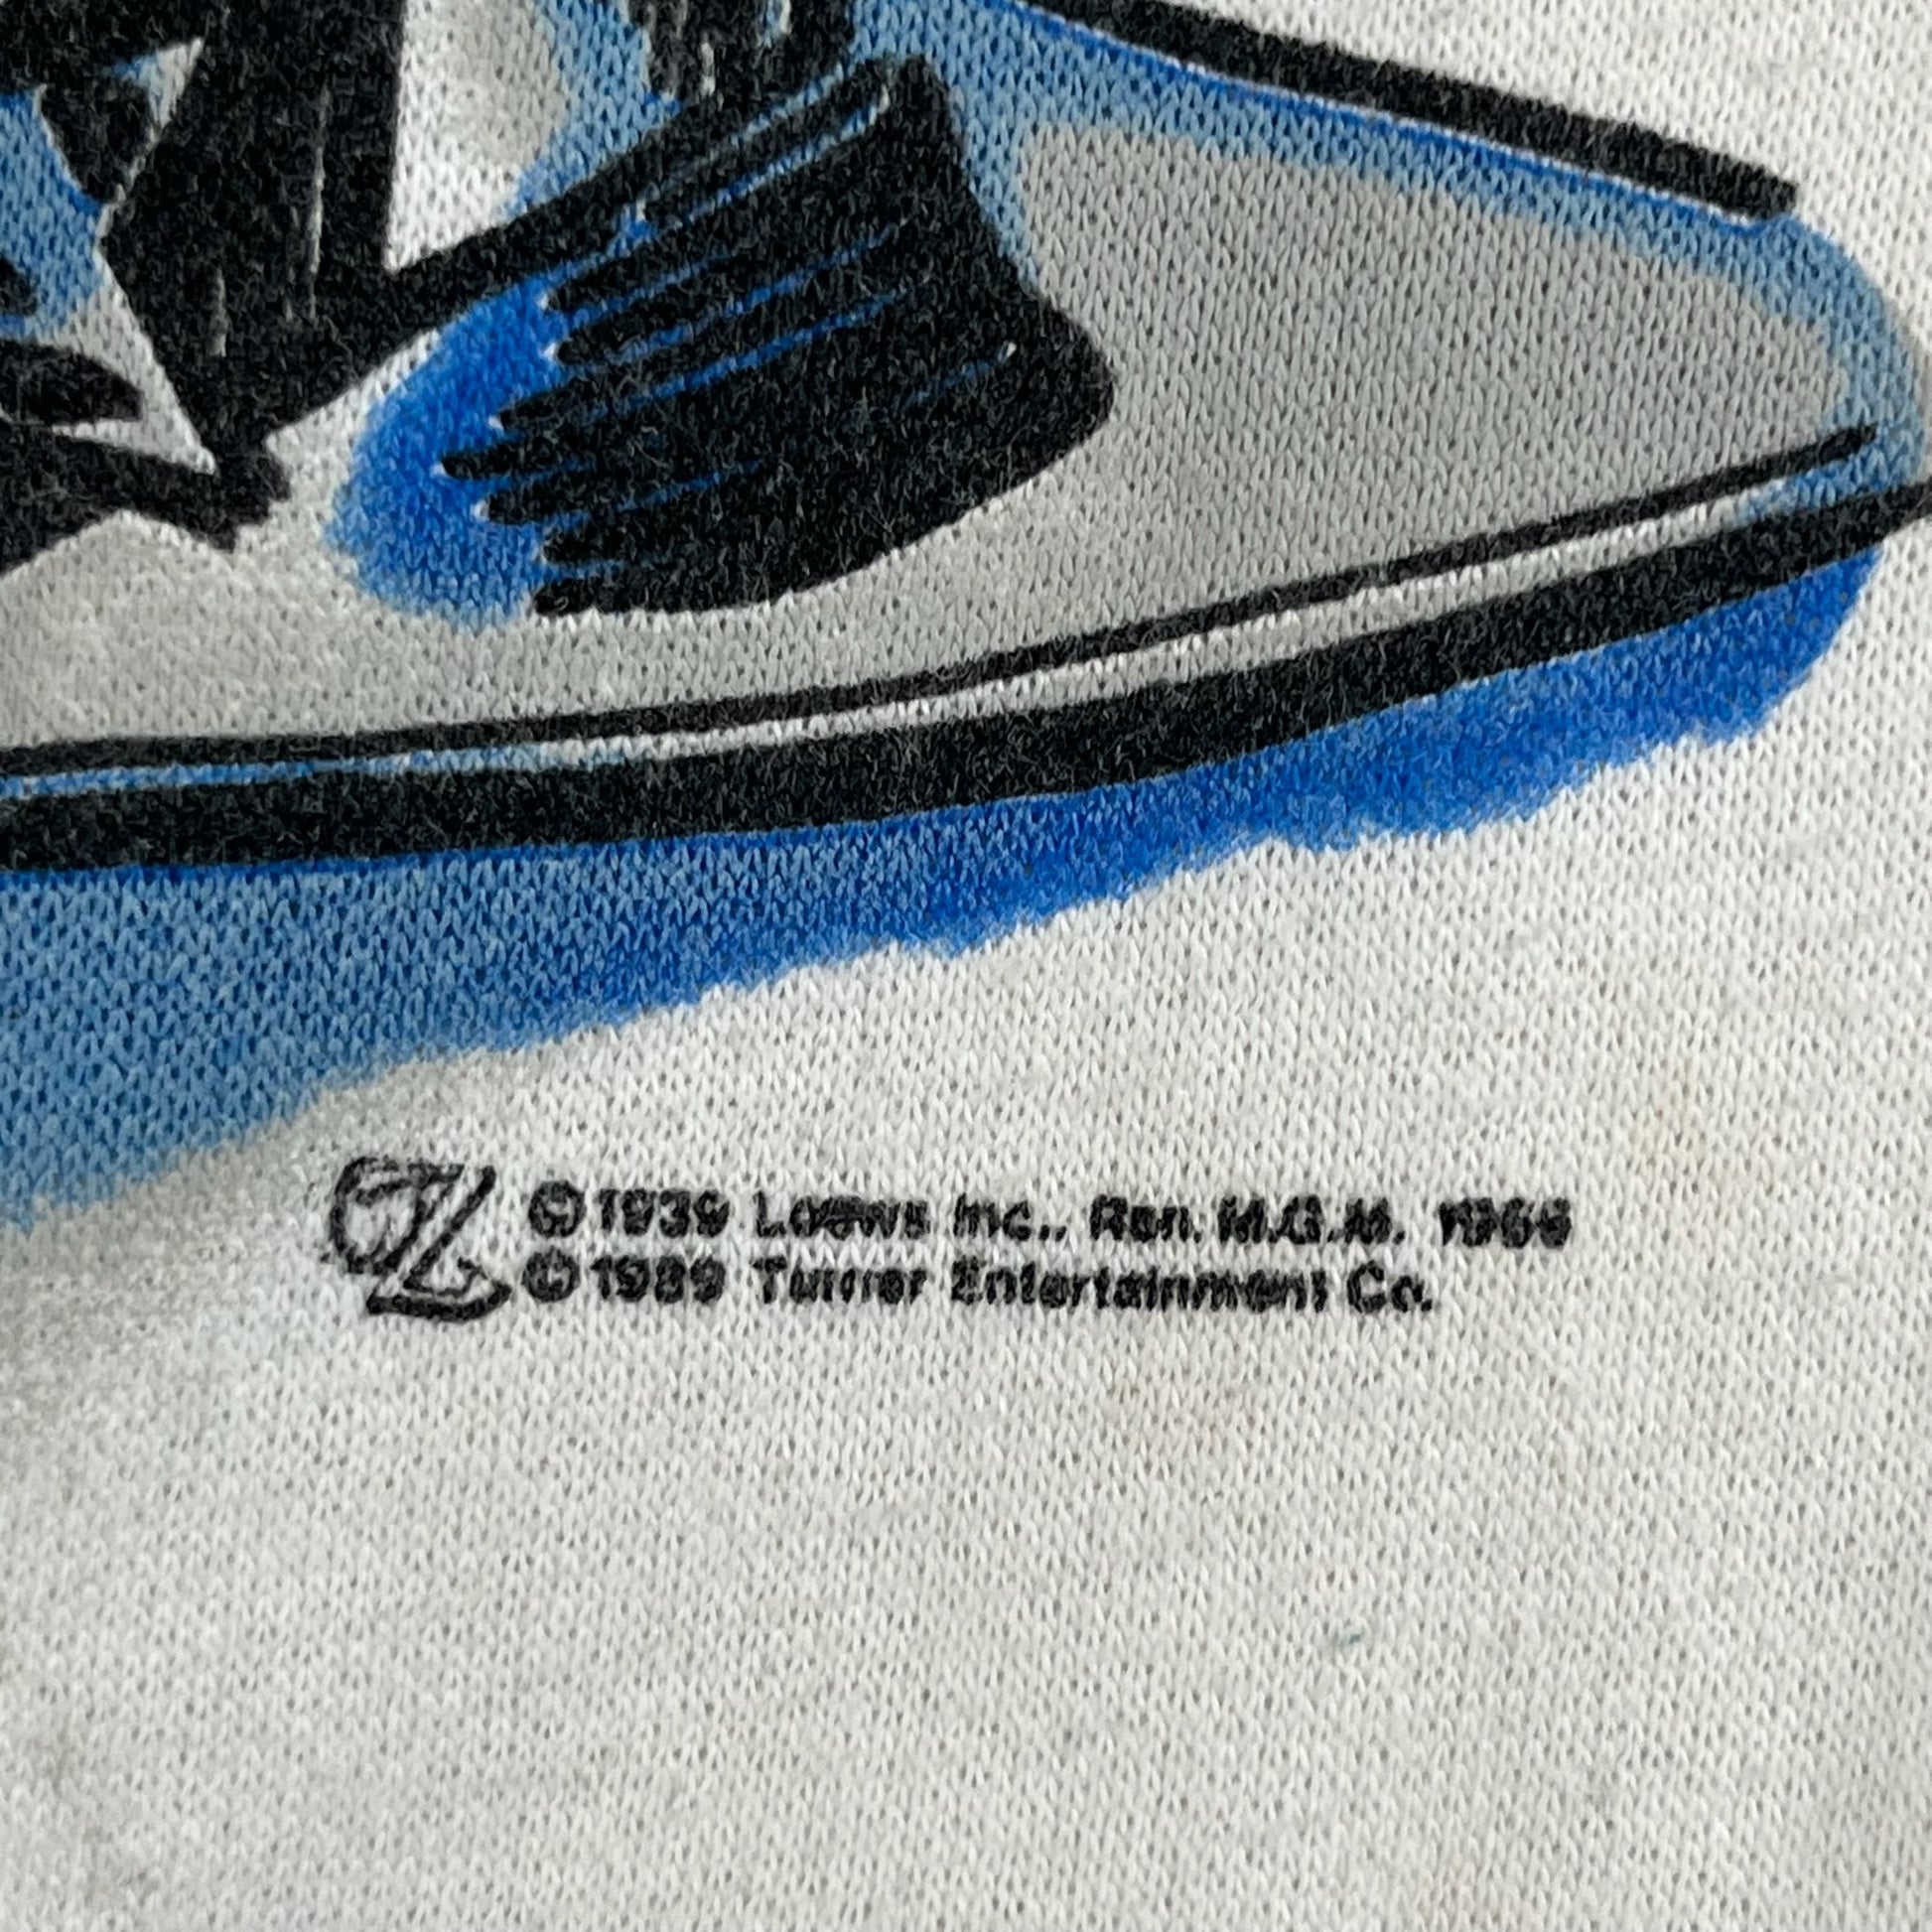 OZ ©1939 Loews Inc., Ren. M.G.M. 1966
©1989 Turner Entertainment Co.